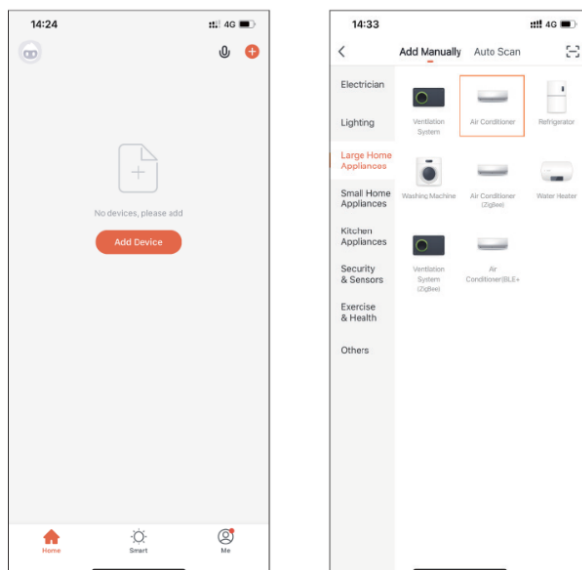 14:24
4G
No devices, please add
Add Device
Home
Smart
Me
14:33
4G
Add Manually
Auto Scan
Electrician
Lighting
Large Home
Appliances
Small Home
Appliances
Kitchen
Appliances
Security
& Sensors
Exercise
& Health
Others
Ventilation
System
Air Conditioner
Refrigerator
Washing Machine
Air Conditioner
(ZigBee)
Water Heater
Ventilation
System
(ZigBee)
Air
Conditioner(BLE+